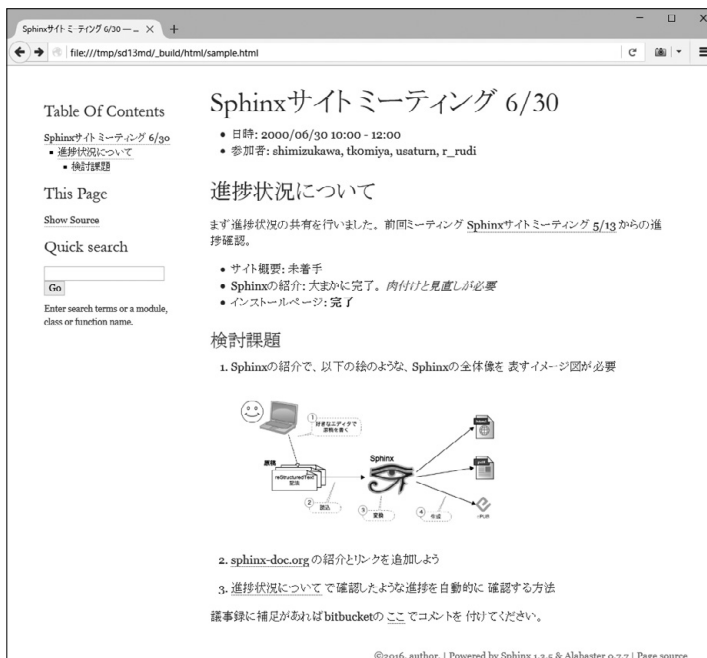 Sphinxサイトミーティング 6/30 — ...
file:///tmp/sd13md/_build/html/sample.html
Table Of Contents
Sphinxサイトミーティング 6/30
進捗状況について
検討課題
This Page
Show Source
Quick search
Go
Enter search terms or a module,
class or function name.
Sphinxサイトミーティング 6/30
日時: 2000/06/30 10:00 - 12:00
参加者: shimizukawa, tk0miya, usaturn, r_rudi
進捗状況について
まず進捗状況の共有を行いました。前回ミーティング Sphinxサイトミーティング 5/13 からの進
捗確認。
サイト概要: 未着手
Sphinxの紹介: 大まかに完了。肉付けと見直しが必要
インストールページ: 完了
検討課題
1. Sphinxの紹介で、以下の絵のような、Sphinxの全体像を 表すイメージ図が必要
1
好きなエディタで
原稿を書く
原稿
reStructuredText
Sphinx
2
読込
3
変換
4
生成
2. sphinx-doc.org の紹介とリンクを追加しよう
3. 進捗状況について で確認したような進捗を自動的に 確認する方法
議事録に補足があればbitbucketの ここ でコメントを 付けてください。
©2016, author. | Powered by Sphinx 1.3.5 & Alabaster 0.7.7 | Page source